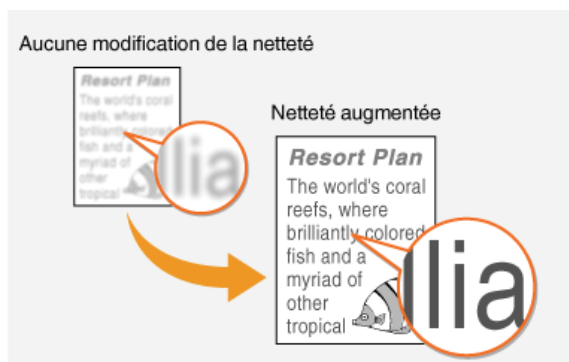 Aucune modification de la netteté
Resort Plan
The world's coral
reefs, where
brilliantly colored
fish and a
myriad of
other
tropical
lia
Netteté augmentée
Resort Plan
The world's coral
reefs, where
brilliantly colored
fish and a
myriad of
other
tropical
llia